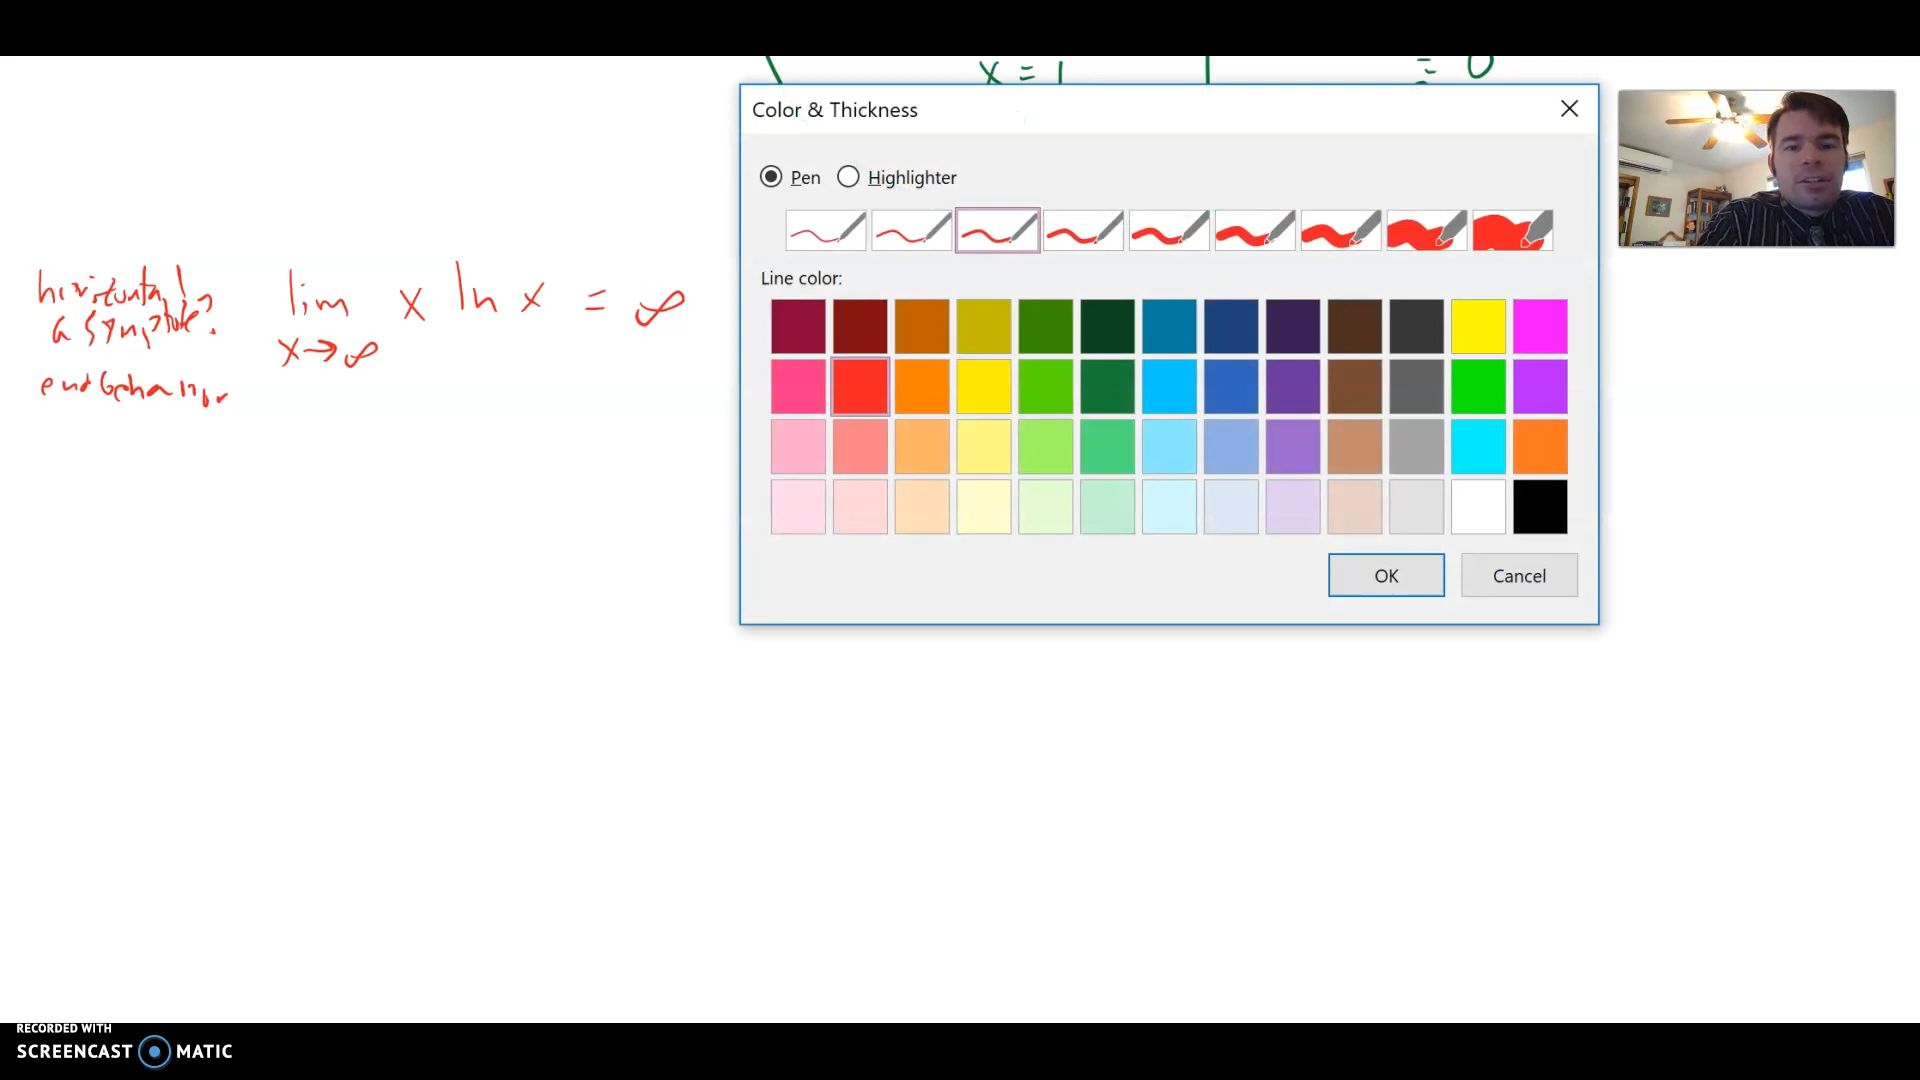 x = 1
= 0
Color & Thickness
Pen Highlighter
Line color:
OK Cancel
horizontal
asymptote?
end behavior
lim x ln x = ∞
x→∞
RECORDED WITH
SCREENCAST MATIC